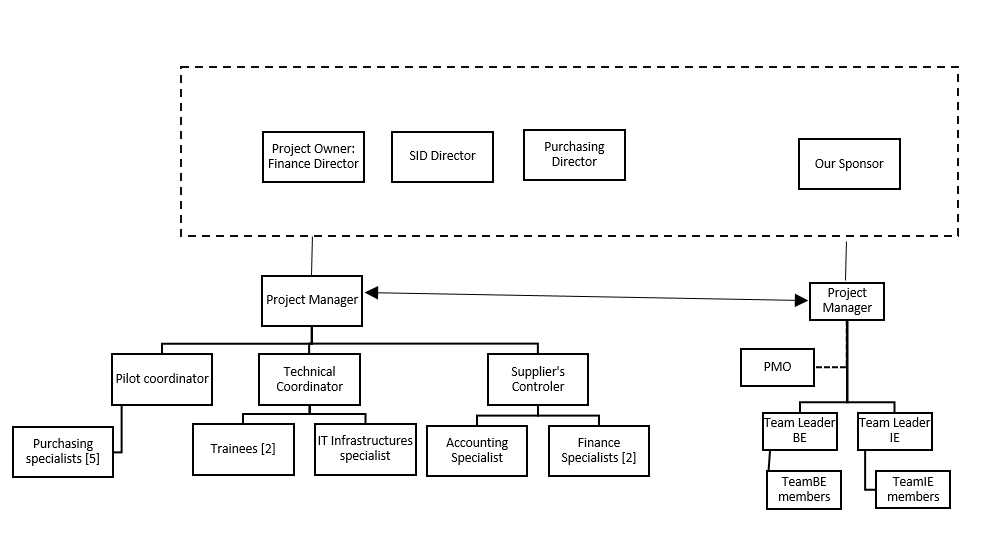 Project Owner:
Finance Director
SID Director
Purchasing
Director
Our Sponsor
Project Manager
Project
Manager
Pilot coordinator
Technical
Coordinator
Supplier's
Controler
PMO
Purchasing
specialists [5]
Trainees [2]
IT Infrastructures
specialist
Accounting
Specialist
Finance
Specialists [2]
Team Leader
BE
Team Leader
IE
TeamBE
members
TeamIE
members